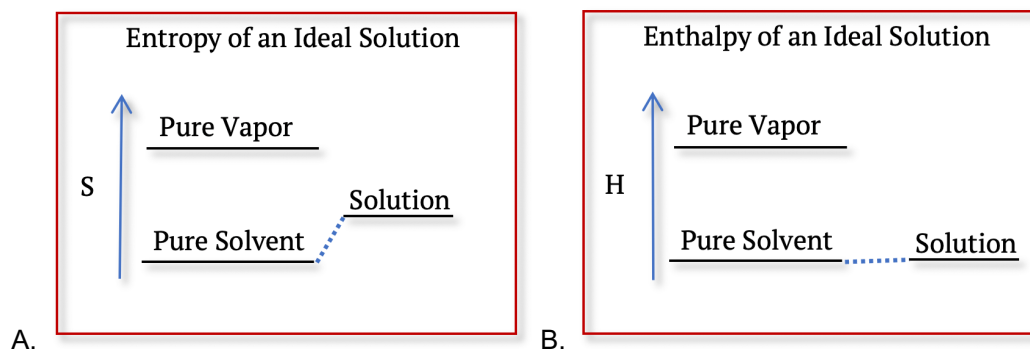 Entropy of an Ideal Solution
Pure Vapor
S
Solution
Pure Solvent
A.
Enthalpy of an Ideal Solution
Pure Vapor
H
Pure Solvent
Solution
B.